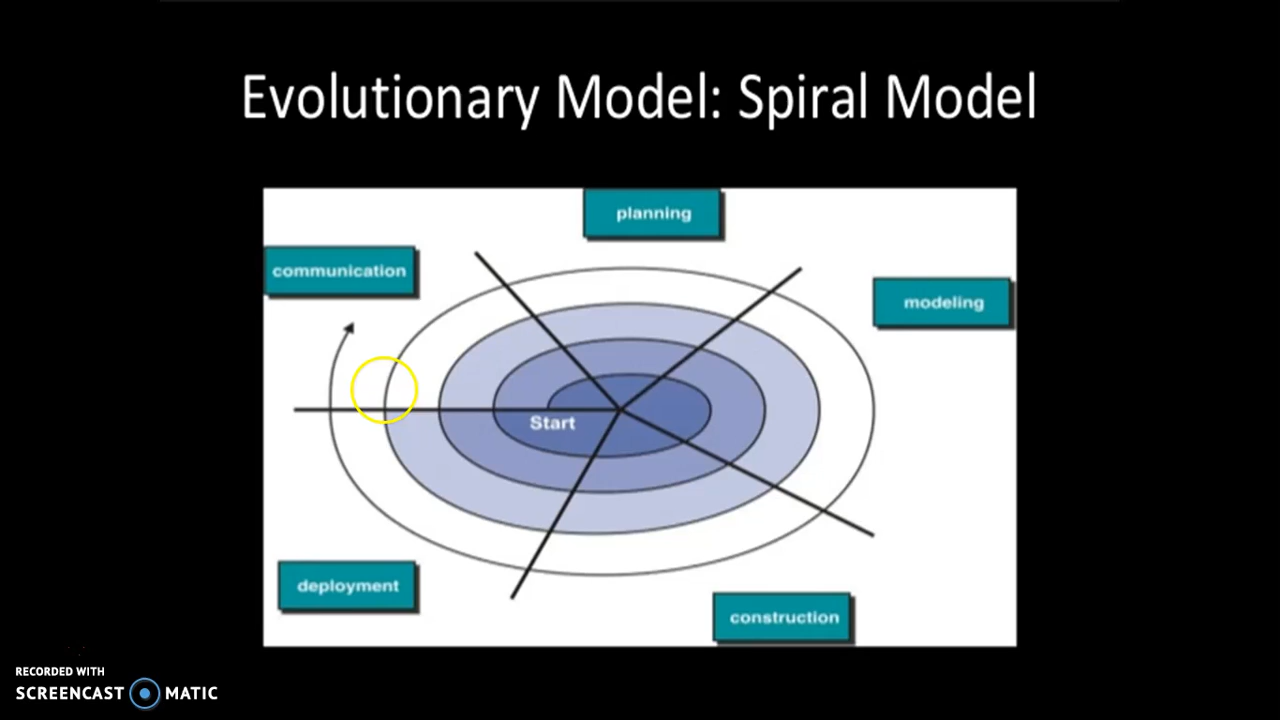 Evolutionary Model: Spiral Model
planning
communication
modeling
Start
deployment
construction
RECORDED WITH
SCREENCAST MATIC